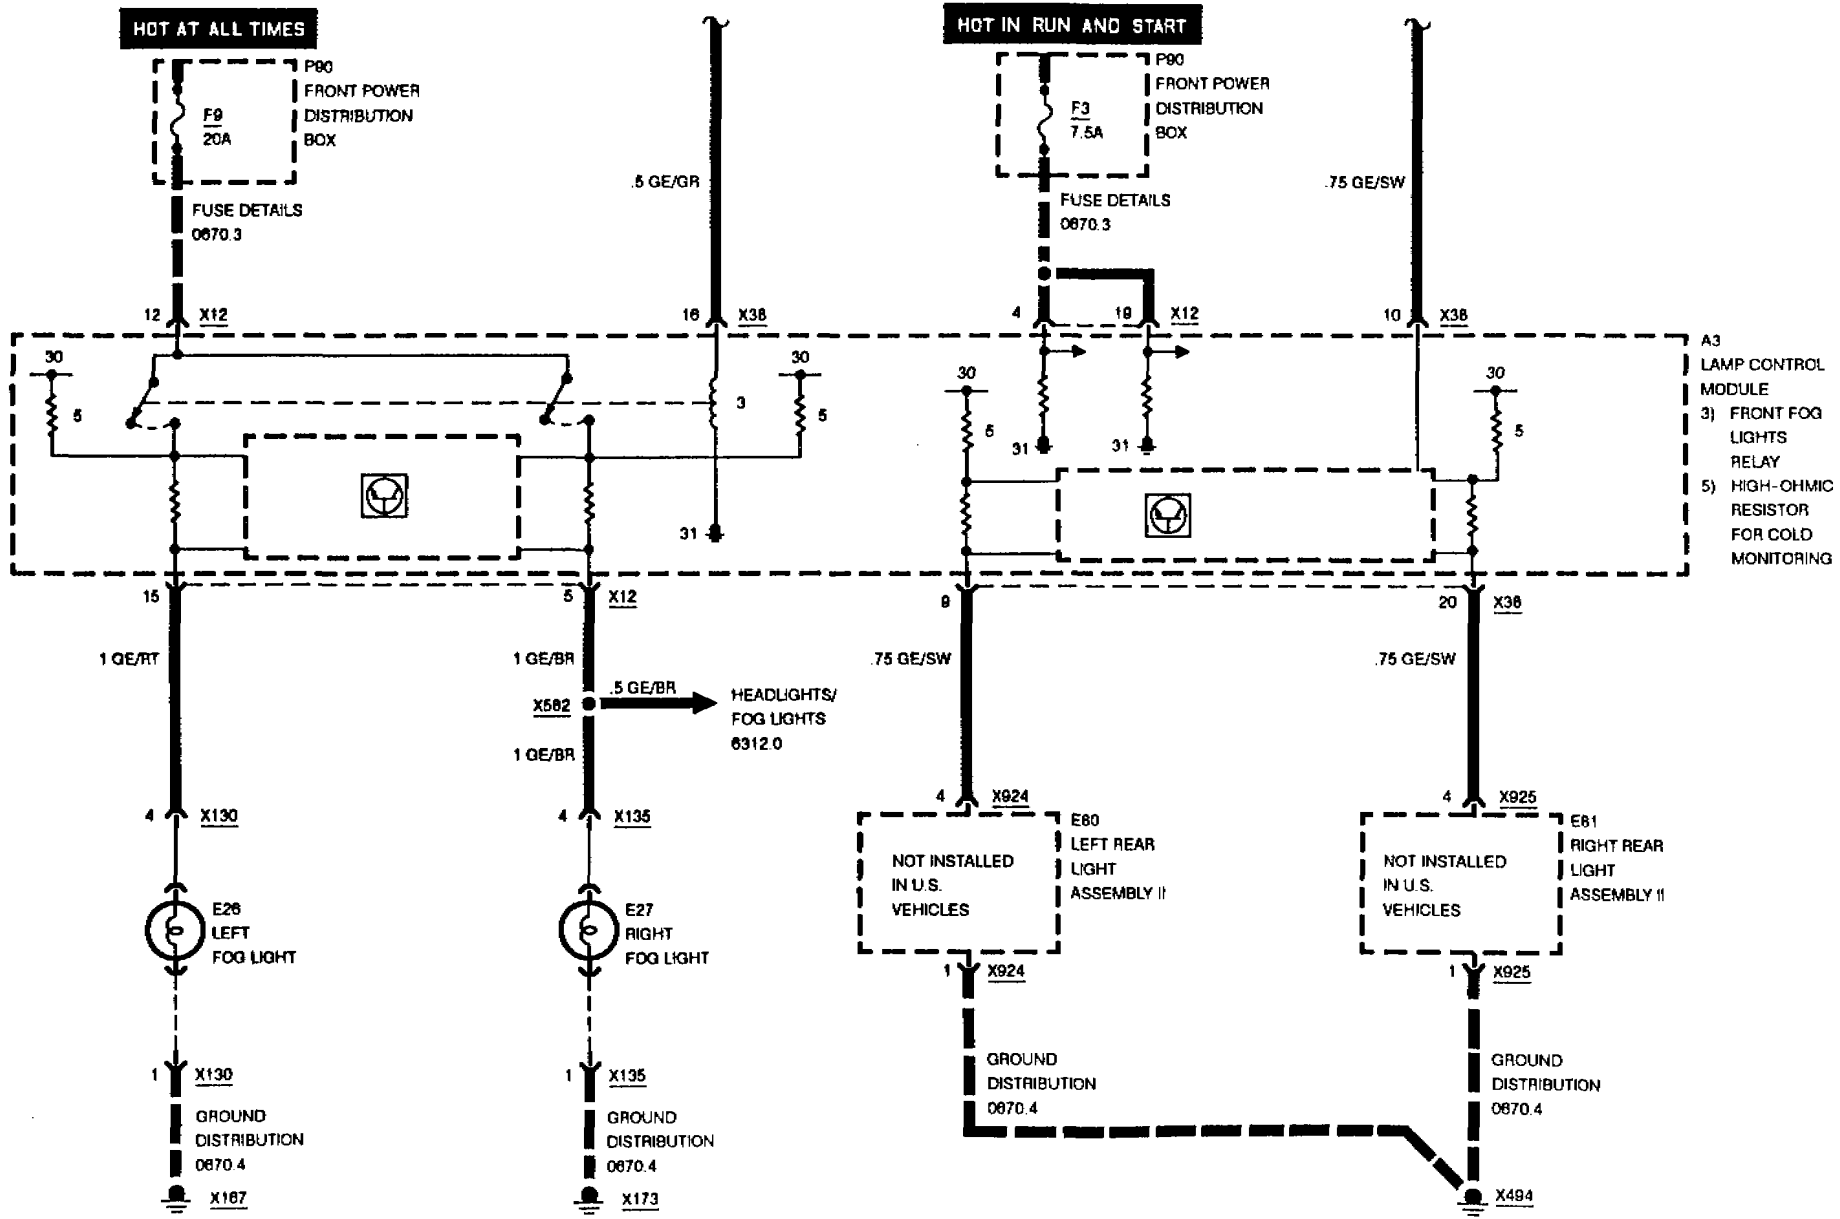 HOT AT ALL TIMES
HOT IN RUN AND START
P90
FRONT POWER
DISTRIBUTION
BOX
F9
20A
FUSE DETAILS
0670.3
.5 GE/GR
P90
FRONT POWER
DISTRIBUTION
BOX
F3
7.5A
FUSE DETAILS
0670.3
.75 GE/SW
12 X12
16 X38
4 19 X12
10 X38
30
5
3
30
5
31
30
5
31
31
30
5
A3
LAMP CONTROL
MODULE
3) FRONT FOG
LIGHTS
RELAY
5) HIGH-OHMIC
RESISTOR
FOR COLD
MONITORING
15
5 X12
9
20 X38
1 GE/RT
1 GE/BR
.75 GE/SW
.75 GE/SW
X582
.5 GE/BR
HEADLIGHTS/
FOG LIGHTS
6312.0
1 GE/BR
4 X130
4 X135
4 X924
4 X925
E26
LEFT
FOG LIGHT
E27
RIGHT
FOG LIGHT
NOT INSTALLED
IN U.S.
VEHICLES
E80
LEFT REAR
LIGHT
ASSEMBLY II
NOT INSTALLED
IN U.S.
VEHICLES
E81
RIGHT REAR
LIGHT
ASSEMBLY II
1 X924
1 X925
1 X130
1 X135
GROUND
DISTRIBUTION
0670.4
GROUND
DISTRIBUTION
0670.4
GROUND
DISTRIBUTION
0670.4
GROUND
DISTRIBUTION
0670.4
X167
X173
X494